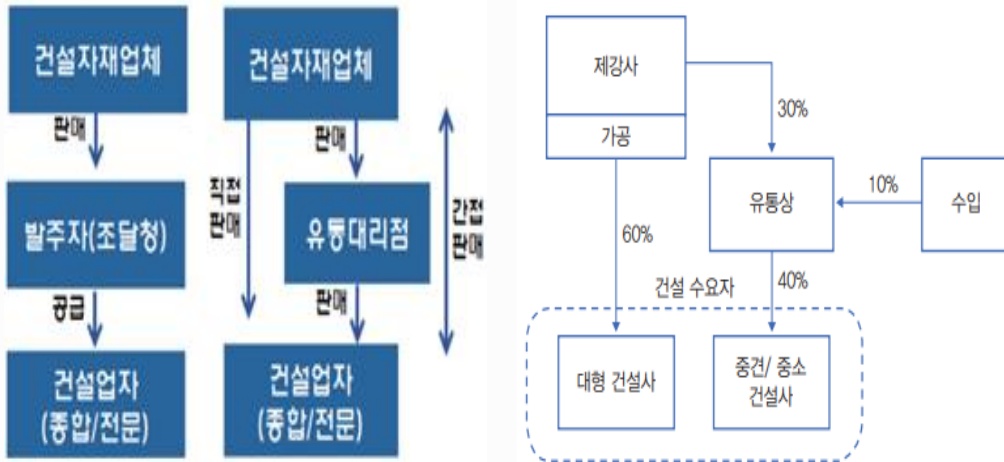 건설자재업체
판매
발주자(조달청)
공급
건설업자
(종합/전문)
건설자재업체
직접
판매
판매
유통대리점
판매
간접
판매
건설업자
(종합/전문)
제강사
가공
30%
유통상
10%
수입
60%
40%
건설 수요자
대형 건설사
중견/ 중소
건설사